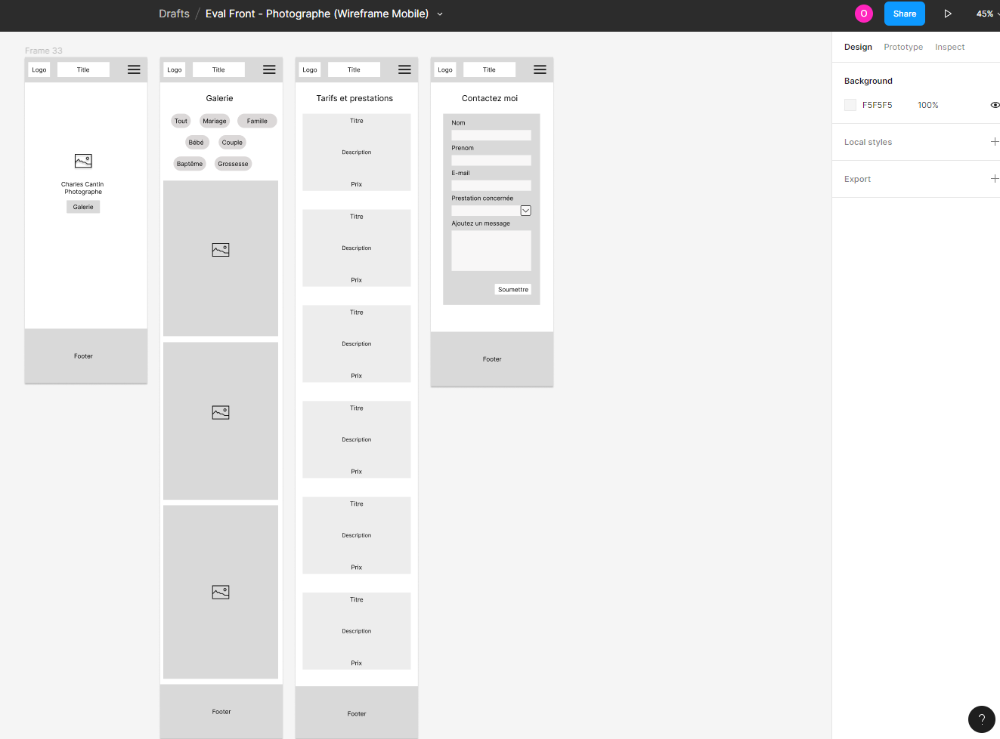 Drafts / Eval Front - Photographe (Wireframe Mobile)
O
Share
45%
Frame 33
Logo
Title
Charles Cantin
Photographe
Galerie
Footer
Logo
Title
Galerie
Tout Mariage Famille
Bébé Couple
Baptême Grossesse
Footer
Logo
Title
Tarifs et prestations
Titre
Description
Prix
Titre
Description
Prix
Titre
Description
Prix
Titre
Description
Prix
Titre
Description
Prix
Titre
Description
Prix
Footer
Logo
Title
Contactez moi
Nom
Prenom
E-mail
Prestation concernée
Ajoutez un message
Soumettre
Footer
Design Prototype Inspect
Background
F5F5F5 100%
Local styles
Export
?